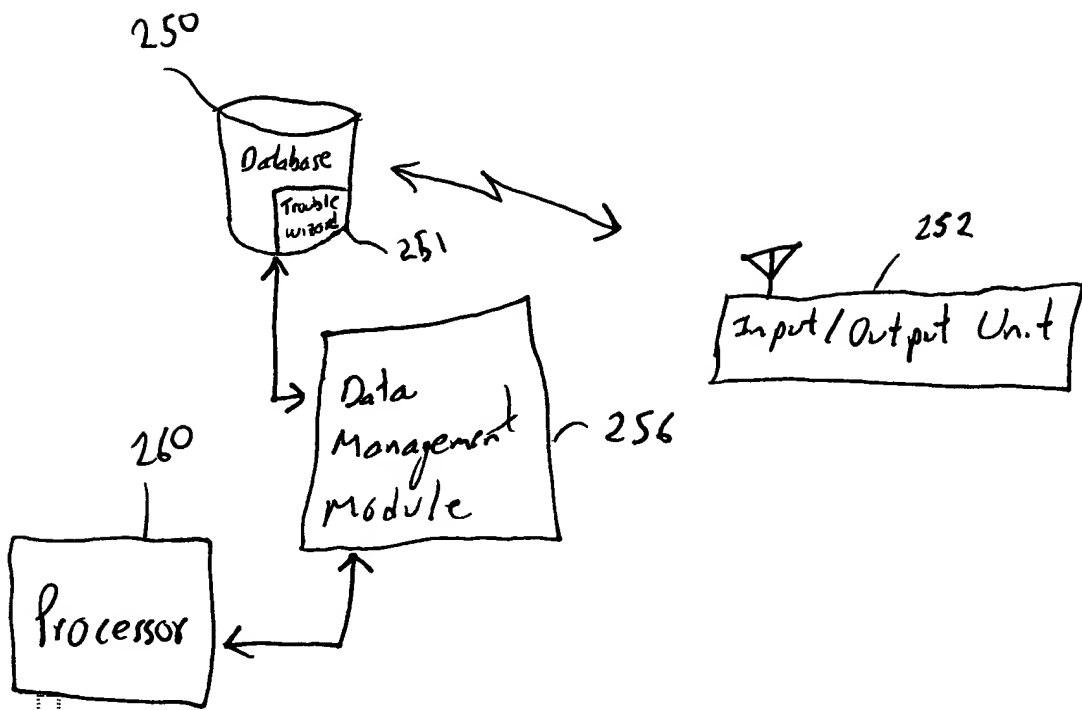 250
Database
Trouble
wizard
251
252
Input/Output Unit
Data
Management
Module
256
260
Processor